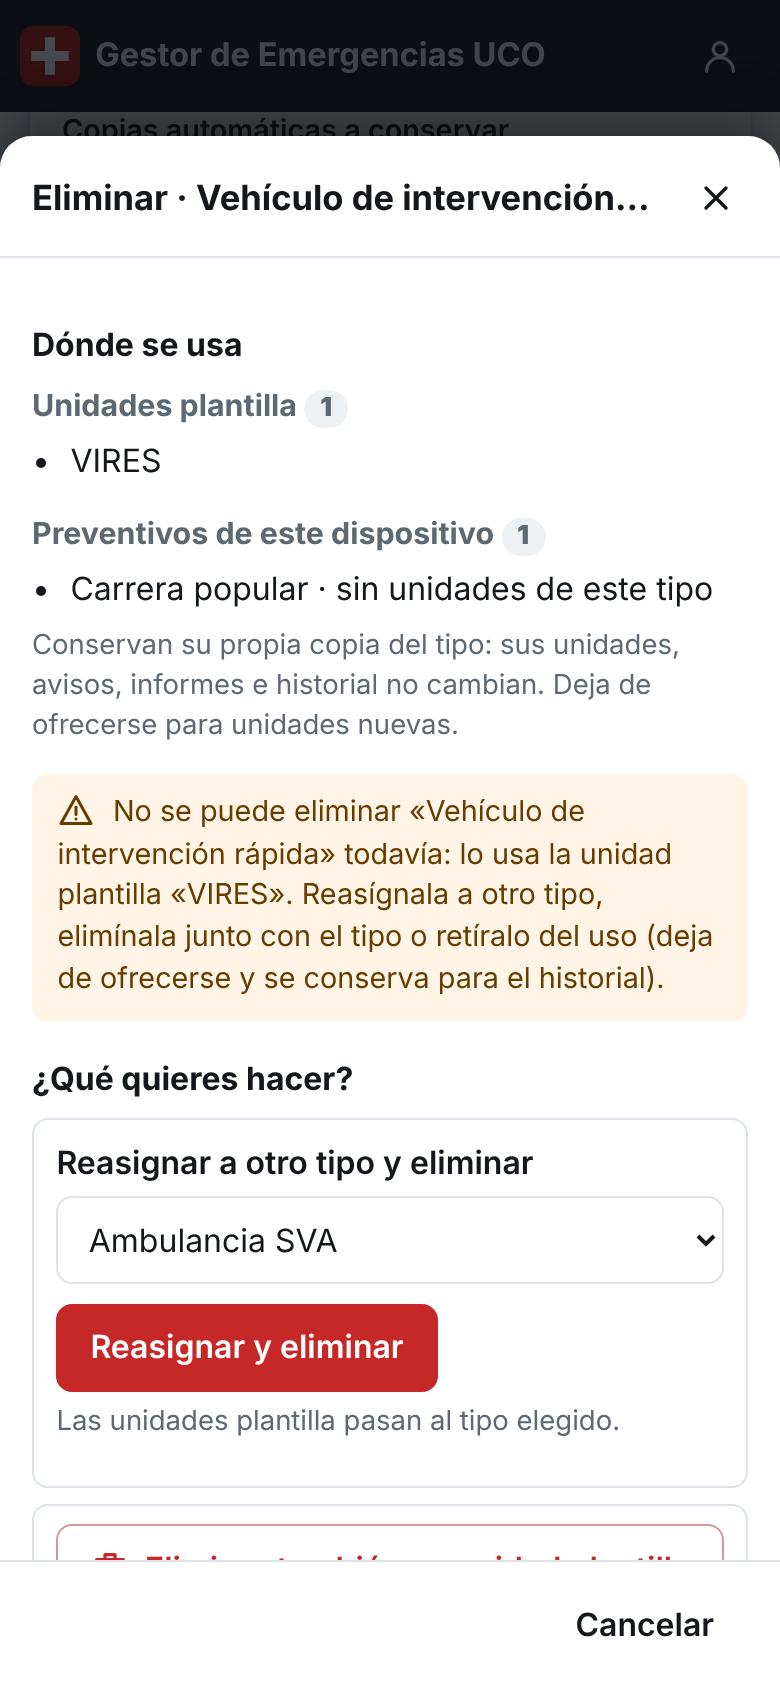 Gestor de Emergencias UCO
Copias automáticas a conservar
Eliminar · Vehículo de intervención...
Dónde se usa
Unidades plantilla 1
• VIRES
Preventivos de este dispositivo 1
• Carrera popular · sin unidades de este tipo
Conservan su propia copia del tipo: sus unidades,
avisos, informes e historial no cambian. Deja de
ofrecerse para unidades nuevas.
No se puede eliminar «Vehículo de
intervención rápida» todavía: lo usa la unidad
plantilla «VIRES». Reasígnala a otro tipo,
elimínala junto con el tipo o retíralo del uso (deja
de ofrecerse y se conserva para el historial).
¿Qué quieres hacer?
Reasignar a otro tipo y eliminar
Ambulancia SVA
Reasignar y eliminar
Las unidades plantilla pasan al tipo elegido.
Cancelar